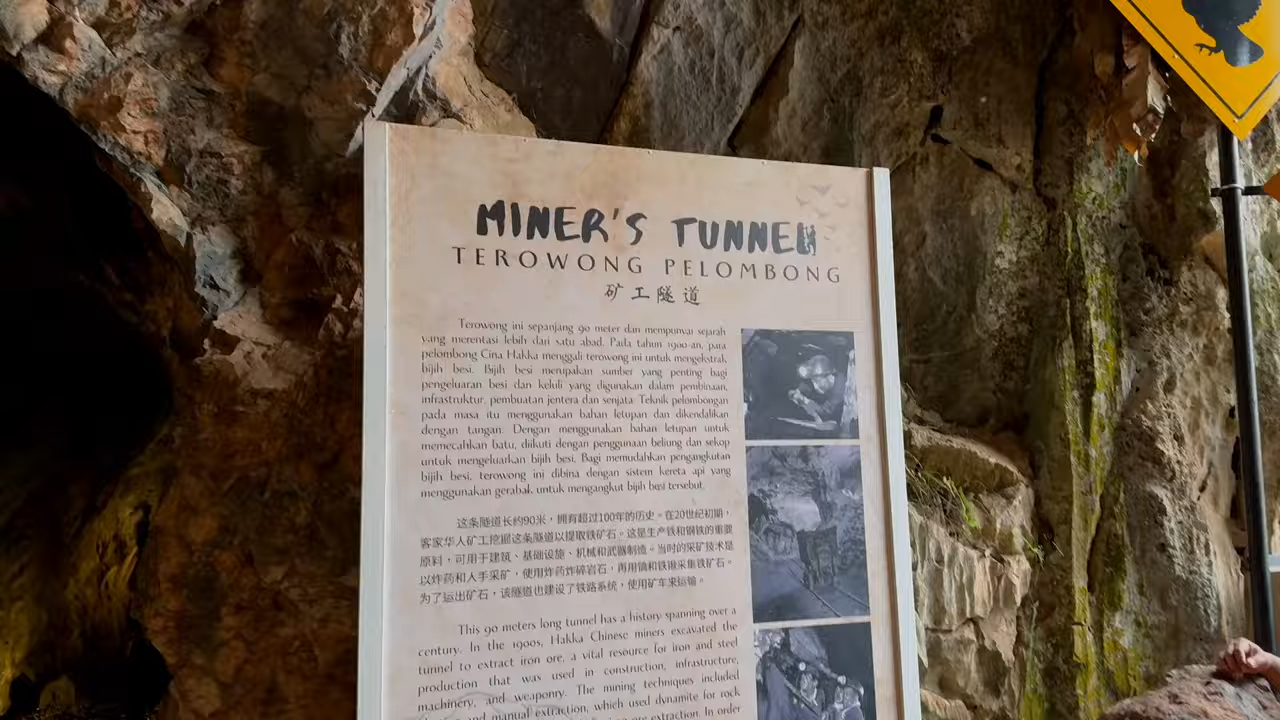 MINER'S TUNNEL
TEROWONG PELOMBONG
矿工隧道
Terowong ini sepanjang 90 meter dan mempunyai sejarah
yang merentasi lebih dari satu abad. Pada tahun 1900-an, para
pelombong Cina Hakka menggali terowong ini untuk mengekstrak
bijih besi. Bijih besi merupakan sumber yang penting bagi
pengeluaran besi dan keluli yang digunakan dalam pembinaan,
infrastruktur, pembuatan jentera dan senjata. Teknik pelombongan
pada masa itu menggunakan bahan letupan dan dikendalikan
dengan tangan. Dengan menggunakan bahan letupan untuk
memecahkan batu, diikuti dengan penggunaan beliung dan sekop
untuk mengeluarkan bijih besi. Bagi memudahkan pengangkutan
bijih besi, terowong ini dibina dengan sistem kereta api yang
menggunakan gerabak, untuk mengangkut bijih besi tersebut.
这条隧道长约90米，拥有超过100年的历史。在20世纪初期，
客家华人矿工挖掘这条隧道以提取铁矿石。这是生产铁和钢铁的重要
原料，可用于建筑、基础设施、机械和武器制造。当时的采矿技术是
以炸药和人手采矿，使用炸药炸碎岩石，再用镐和铁锹采集铁矿石。
为了运出矿石，该隧道也建设了铁路系统，使用矿车来运输。
This 90 meters long tunnel has a history spanning over a
century. In the 1900s, Hakka Chinese miners excavated the
tunnel to extract iron ore, a vital resource for iron and steel
production that was used in construction, infrastructure,
machinery, and weaponry. The mining techniques included
and manual extraction, which used dynamite for rock
ore extraction. In order